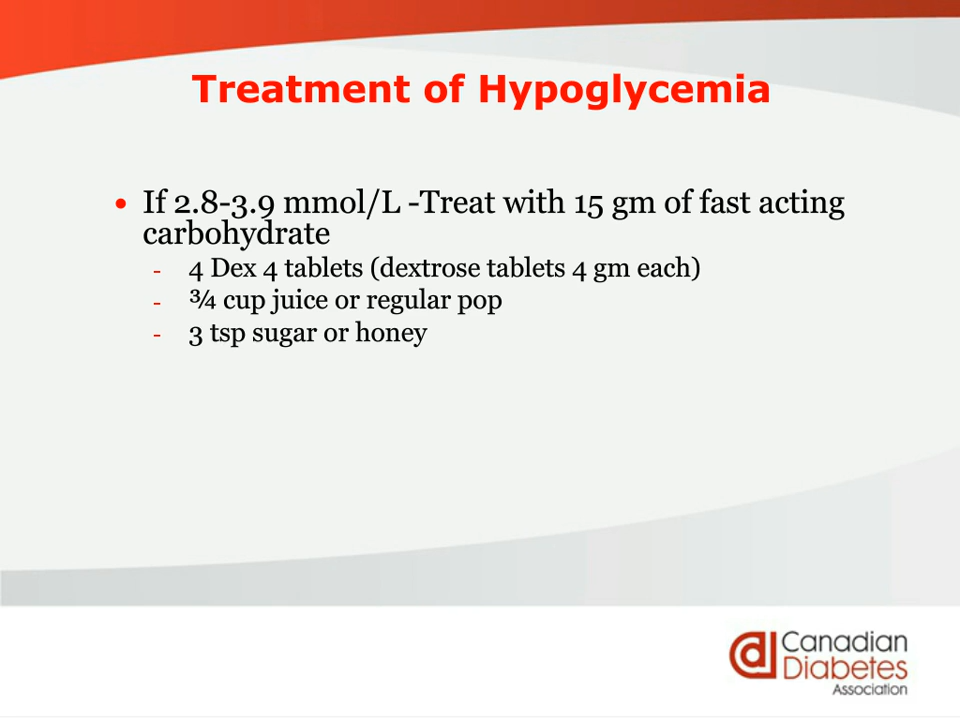 Treatment of Hypoglycemia
• If 2.8-3.9 mmol/L -Treat with 15 gm of fast acting
carbohydrate
- 4 Dex 4 tablets (dextrose tablets 4 gm each)
- ¾ cup juice or regular pop
- 3 tsp sugar or honey
Canadian
Diabetes
Association